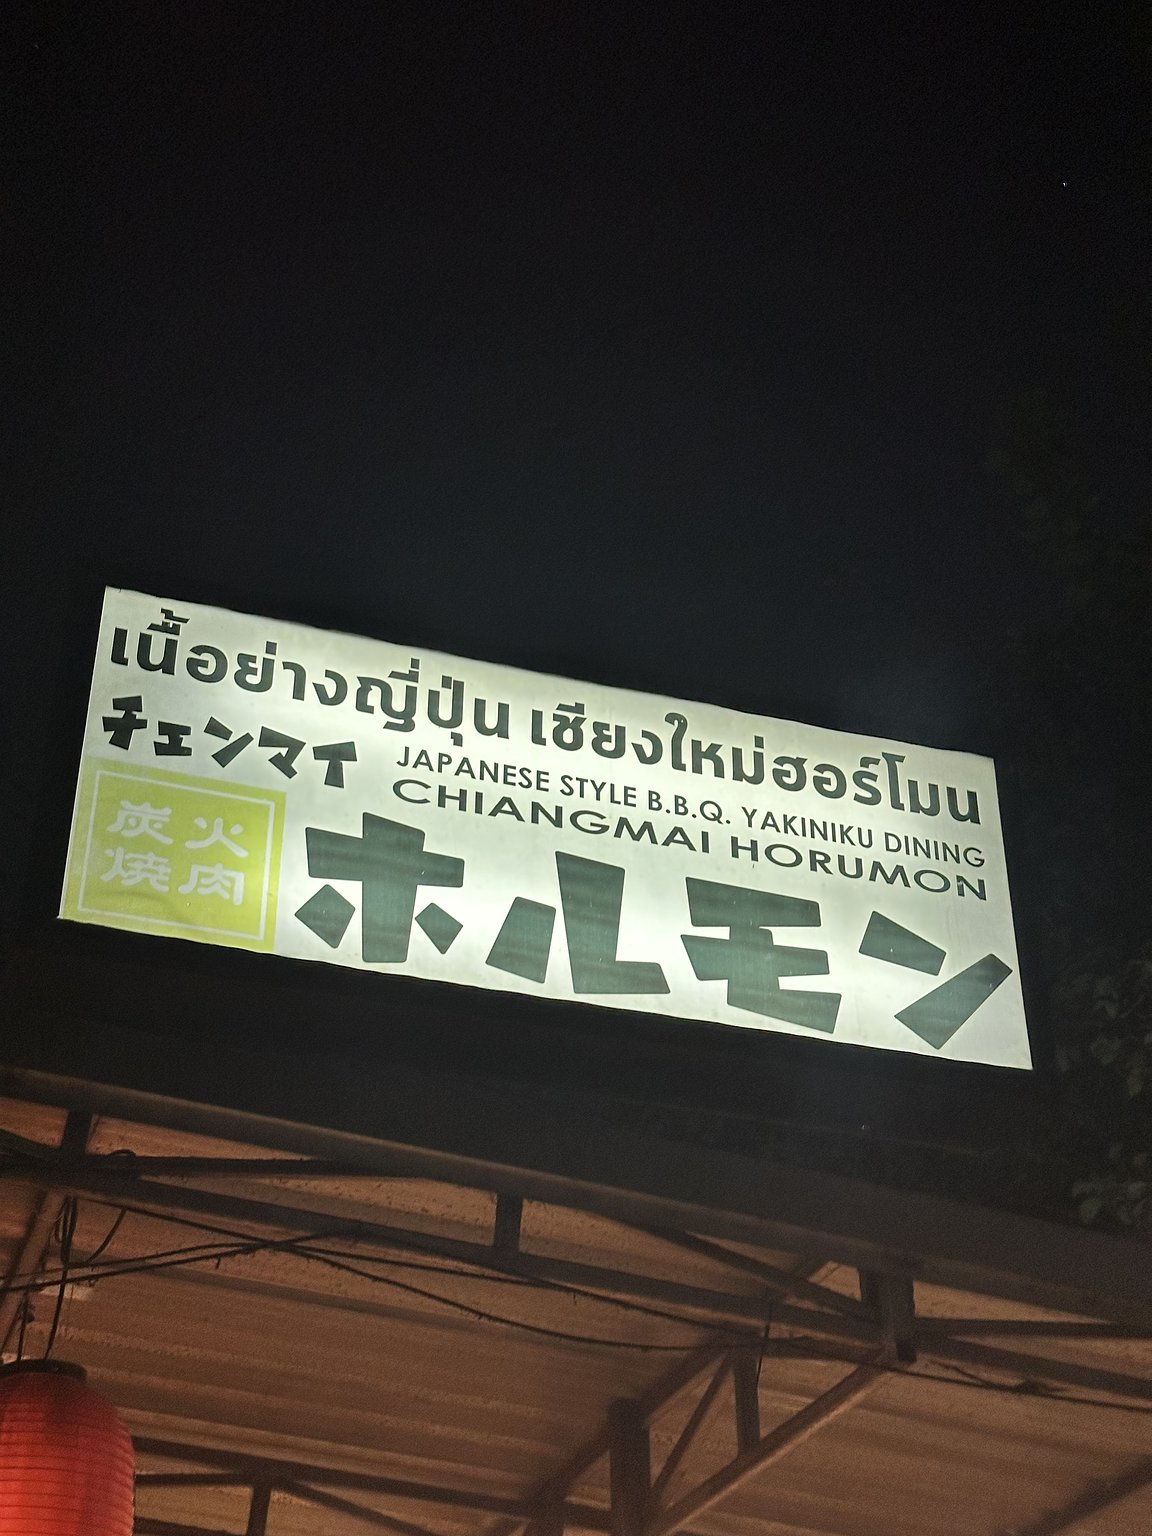 เนื้อย่างญี่ปุ่น เชียงใหม่ฮอร์โมน
チェンマイ
JAPANESE STYLE B.B.Q. YAKINIKU DINING
CHIANGMAI HORUMON
炭火
焼肉
ホルモン